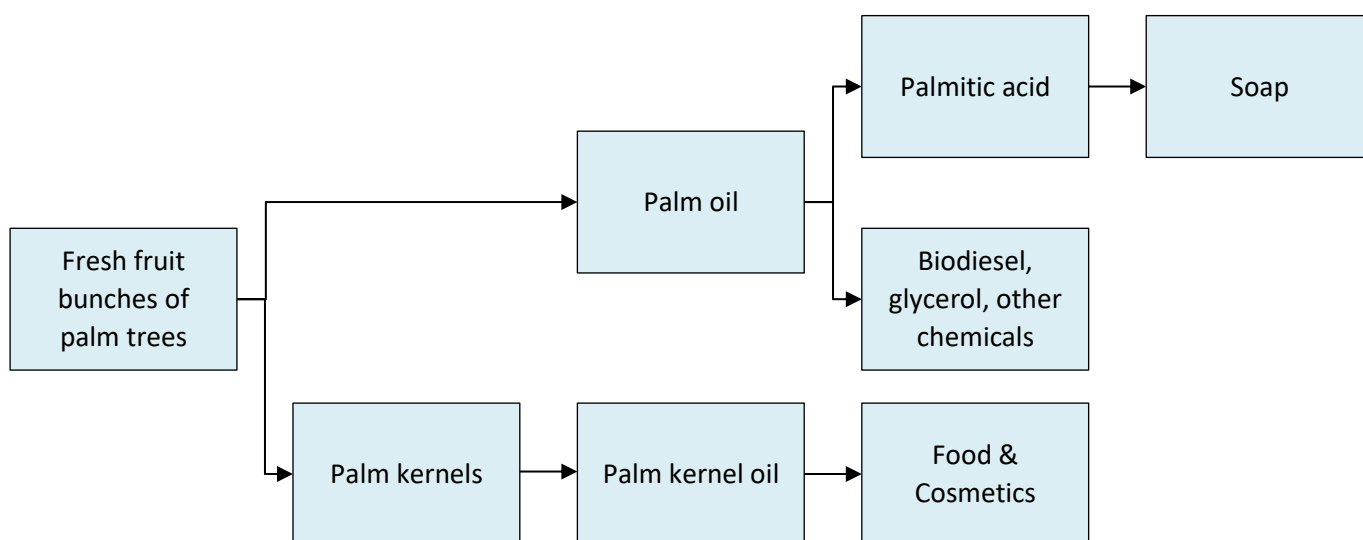 Palmitic acid
Soap
Palm oil
Fresh fruit
bunches of
palm trees
Biodiesel,
glycerol, other
chemicals
Palm kernels
Palm kernel oil
Food &
Cosmetics